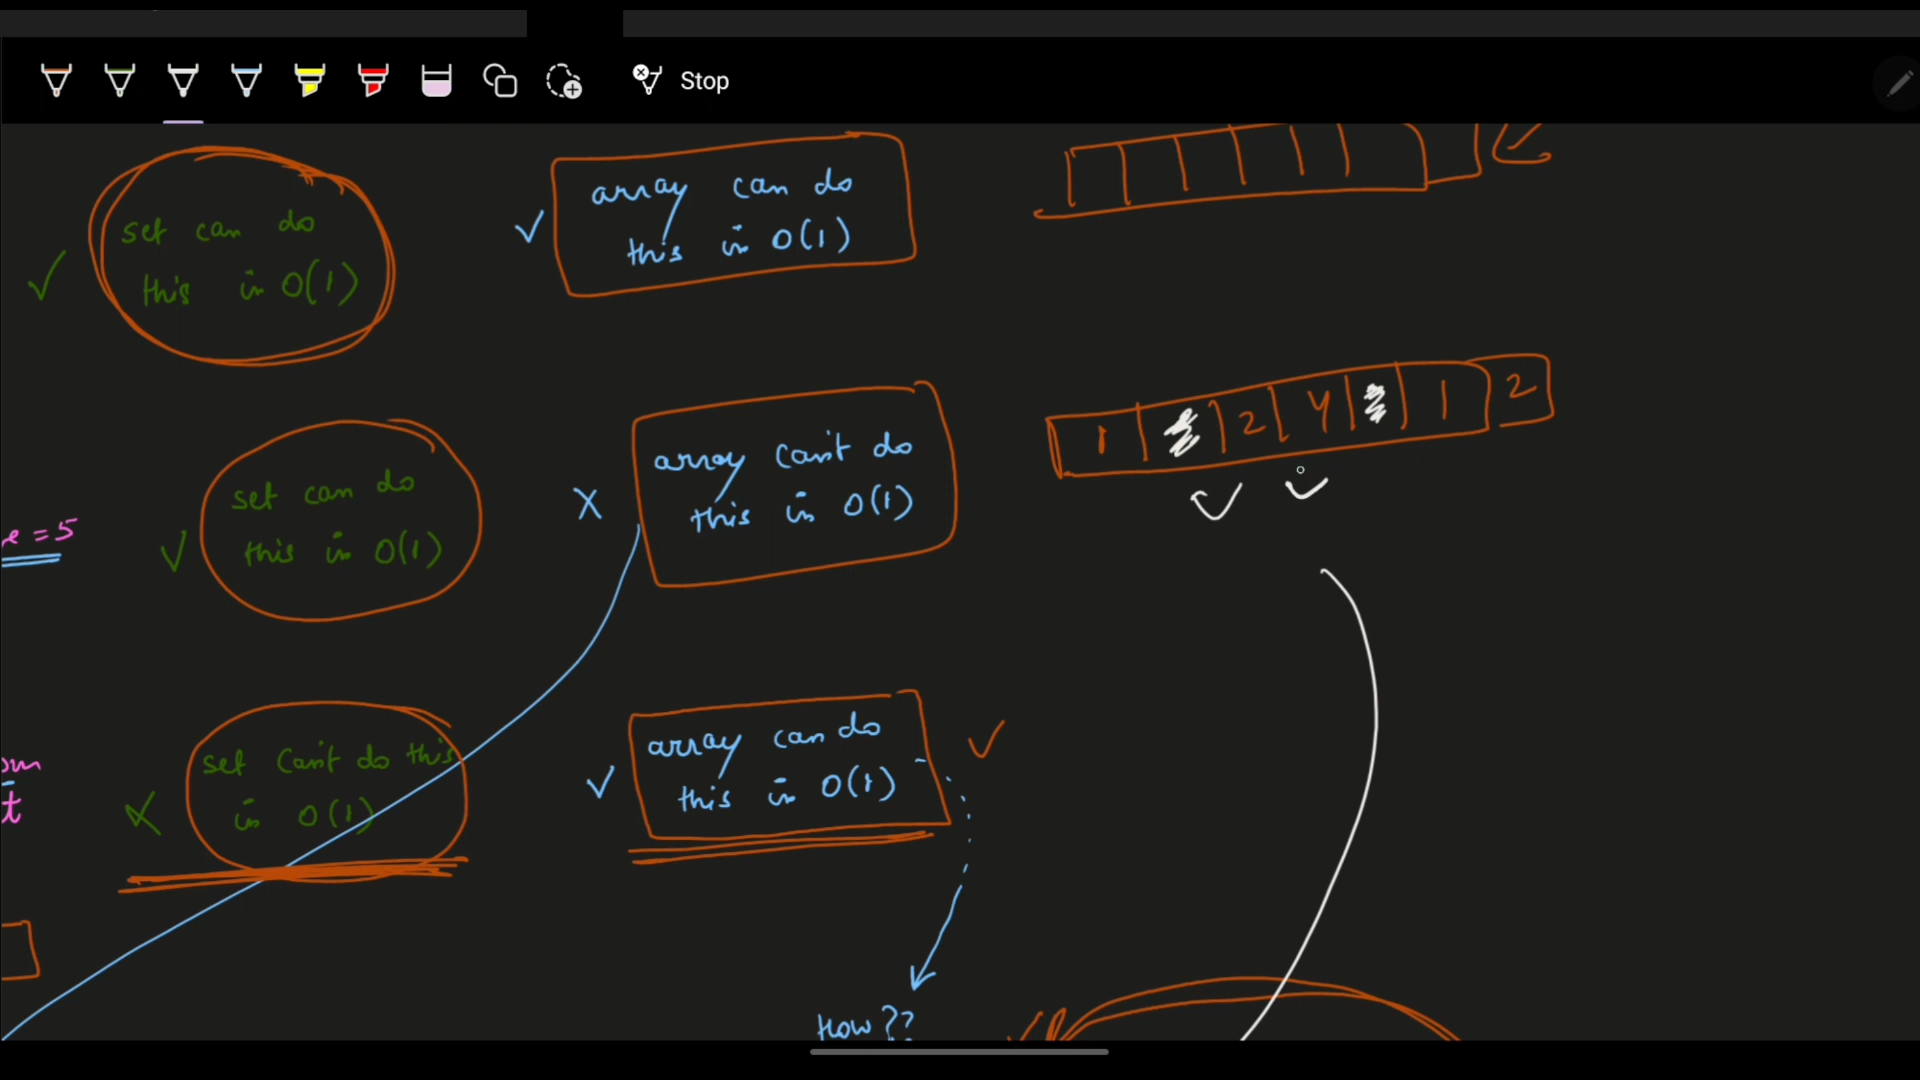 Stop
set can do
this in O(1)
array can do
this in O(1)
1 2 4 1 2
set can do
this in O(1)
array can't do
this in O(1)
= 5
set can't do this
in O(1)
array can do
this in O(1)
How ??